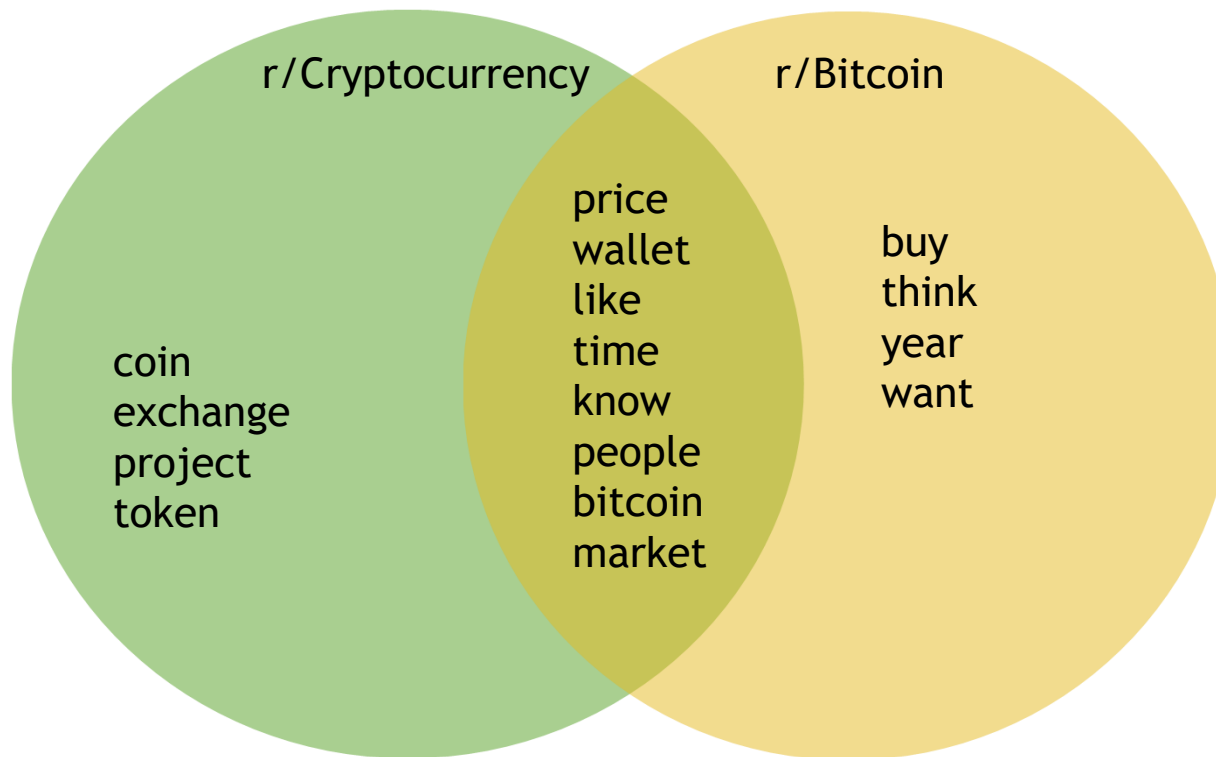 r/Cryptocurrency
r/Bitcoin
coin
exchange
project
token
price
wallet
like
time
know
people
bitcoin
market
buy
think
year
want